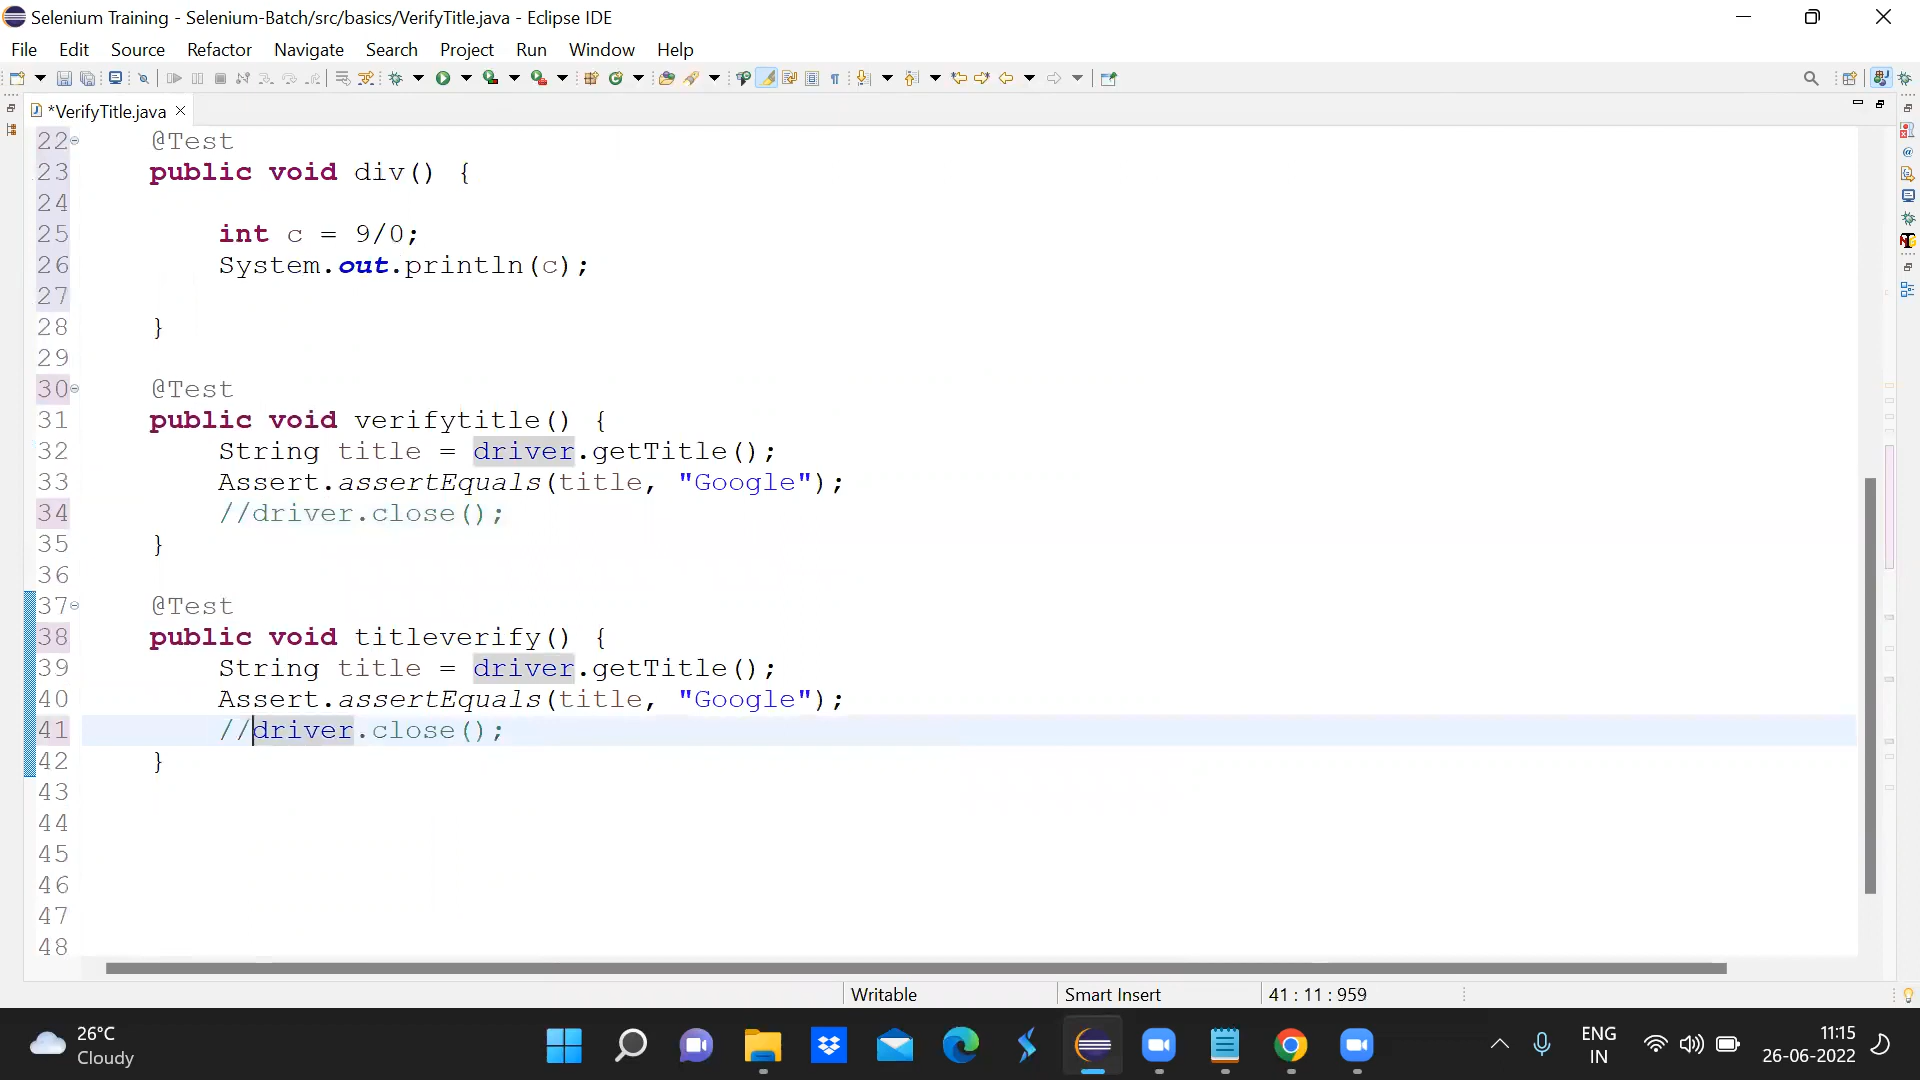 Selenium Training - Selenium-Batch/src/basics/VerifyTitle.java - Eclipse IDE
File Edit Source Refactor Navigate Search Project Run Window Help
*VerifyTitle.java
22 @Test
23 public void div() {
24
25 int c = 9/0;
26 System.out.println(c);
27
28 }
29
30 @Test
31 public void verifytitle() {
32 String title = driver.getTitle();
33 Assert.assertEquals(title, "Google");
34 //driver.close();
35 }
36
37 @Test
38 public void titleverify() {
39 String title = driver.getTitle();
40 Assert.assertEquals(title, "Google");
41 //driver.close();
42 }
43
44
45
46
47
48
Writable Smart Insert 41 : 11 : 959
26°C
Cloudy
ENG
IN
11:15
26-06-2022